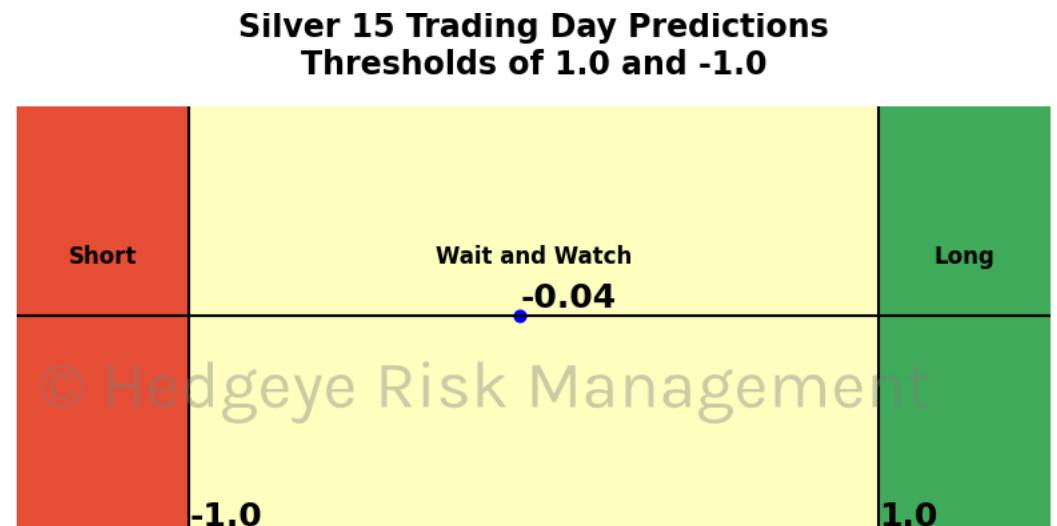 Silver 15 Trading Day Predictions
Thresholds of 1.0 and -1.0
Short Wait and Watch Long
-0.04
© Hedgeye Risk Management
-1.0 1.0